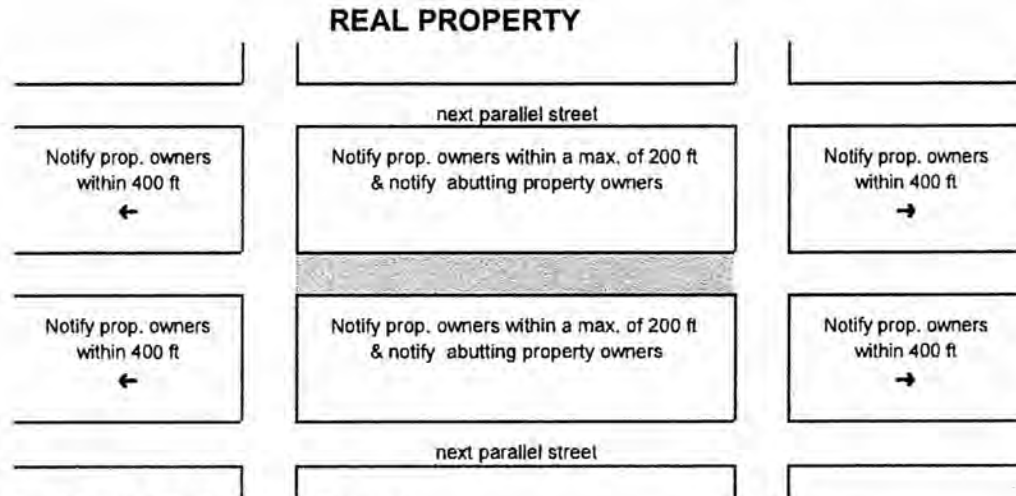 REAL PROPERTY
next parallel street
Notify prop. owners
within 400 ft
←
Notify prop. owners within a max. of 200 ft
& notify abutting property owners
Notify prop. owners
within 400 ft
→
Notify prop. owners
within 400 ft
←
Notify prop. owners within a max. of 200 ft
& notify abutting property owners
Notify prop. owners
within 400 ft
→
next parallel street